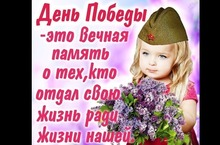 День Победы
-это Вечная
память
о тех,кто
отдал свою
жизнь ради
жизни нашей